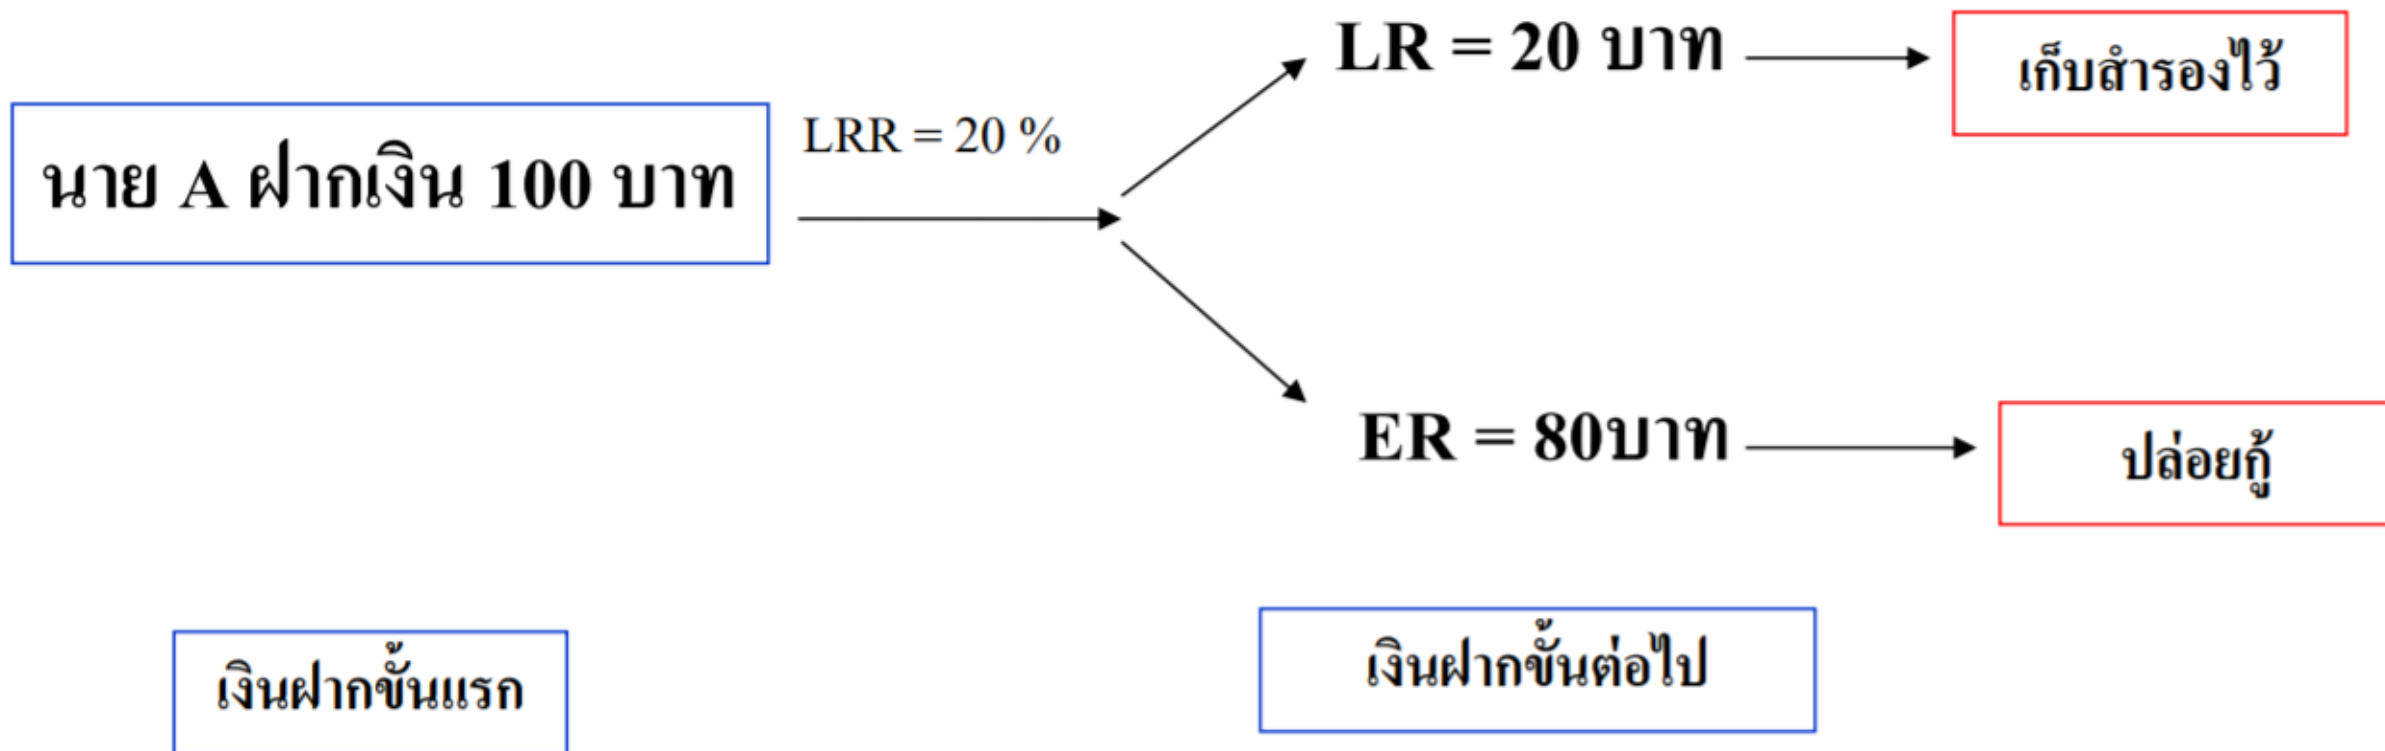 LR = 20 บาท
เก็บสำรองไว้
LRR = 20 %
นาย A ฝากเงิน 100 บาท
ER = 80บาท
ปล่อยกู้
เงินฝากขั้นแรก
เงินฝากขั้นต่อไป